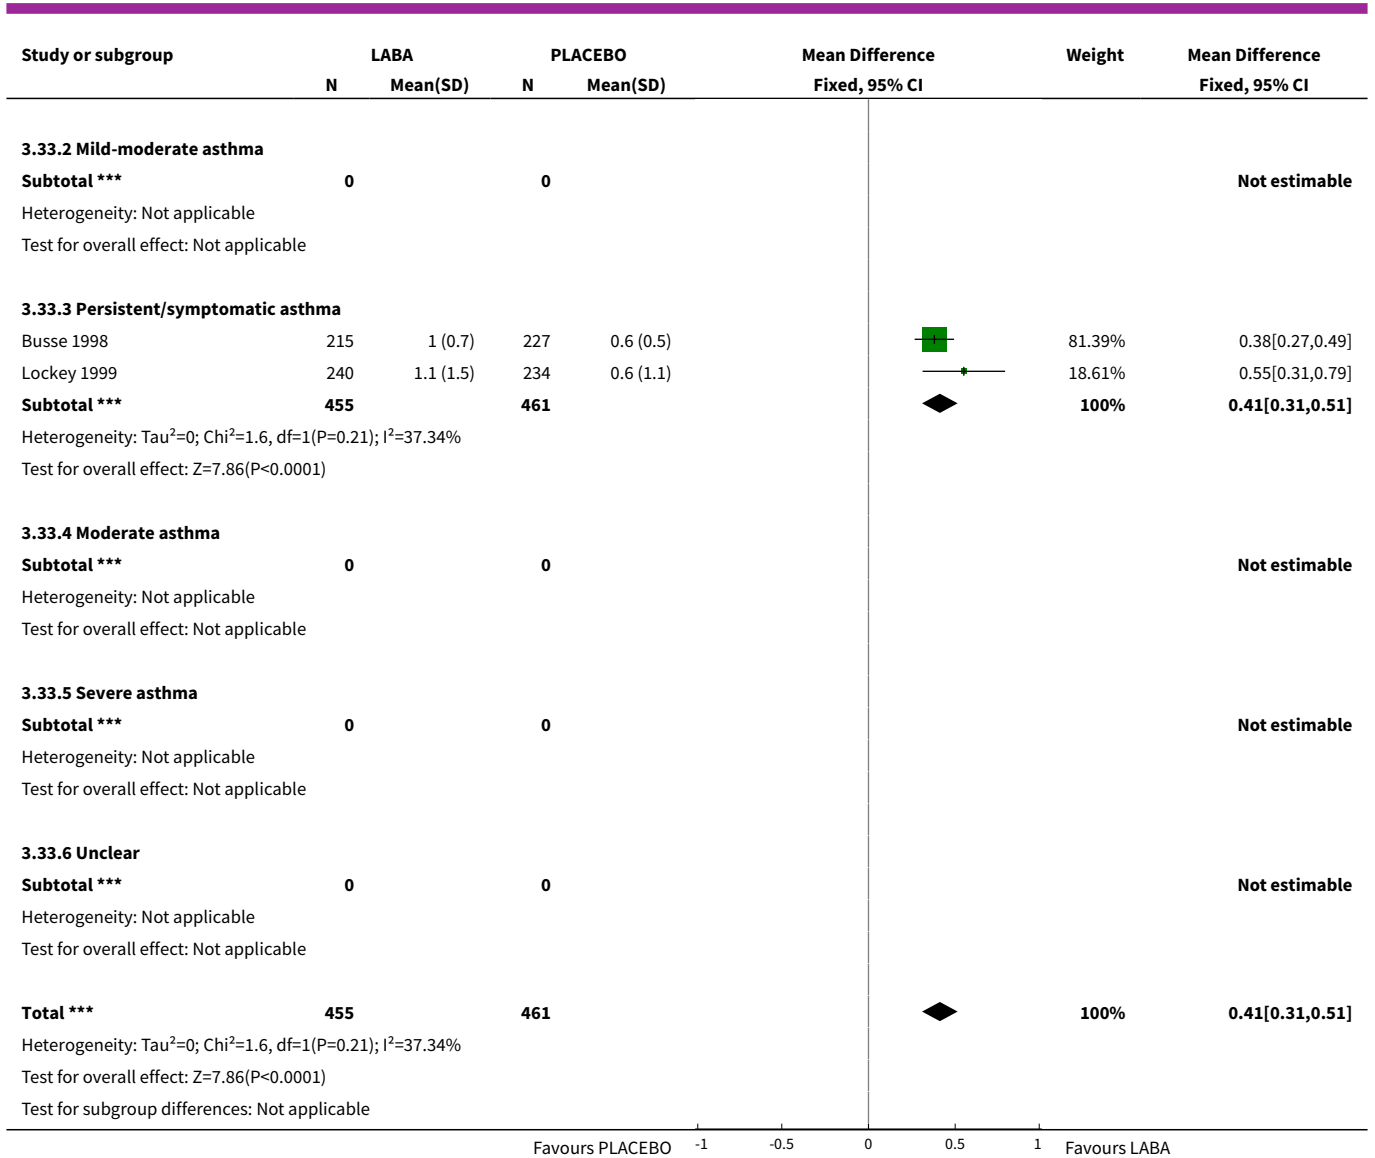 Study or subgroup LABA PLACEBO Mean Difference Weight Mean Difference
N Mean(SD) N Mean(SD) Fixed, 95% CI Fixed, 95% CI
3.33.2 Mild-moderate asthma
Subtotal *** 0 0 Not estimable
Heterogeneity: Not applicable
Test for overall effect: Not applicable
3.33.3 Persistent/symptomatic asthma
Busse 1998 215 1 (0.7) 227 0.6 (0.5) 81.39% 0.38[0.27,0.49]
Lockey 1999 240 1.1 (1.5) 234 0.6 (1.1) 18.61% 0.55[0.31,0.79]
Subtotal *** 455 461 100% 0.41[0.31,0.51]
Heterogeneity: Tau²=0; Chi²=1.6, df=1(P=0.21); I²=37.34%
Test for overall effect: Z=7.86(P<0.0001)
3.33.4 Moderate asthma
Subtotal *** 0 0 Not estimable
Heterogeneity: Not applicable
Test for overall effect: Not applicable
3.33.5 Severe asthma
Subtotal *** 0 0 Not estimable
Heterogeneity: Not applicable
Test for overall effect: Not applicable
3.33.6 Unclear
Subtotal *** 0 0 Not estimable
Heterogeneity: Not applicable
Test for overall effect: Not applicable
Total *** 455 461 100% 0.41[0.31,0.51]
Heterogeneity: Tau²=0; Chi²=1.6, df=1(P=0.21); I²=37.34%
Test for overall effect: Z=7.86(P<0.0001)
Test for subgroup differences: Not applicable
Favours PLACEBO -1 -0.5 0 0.5 1 Favours LABA